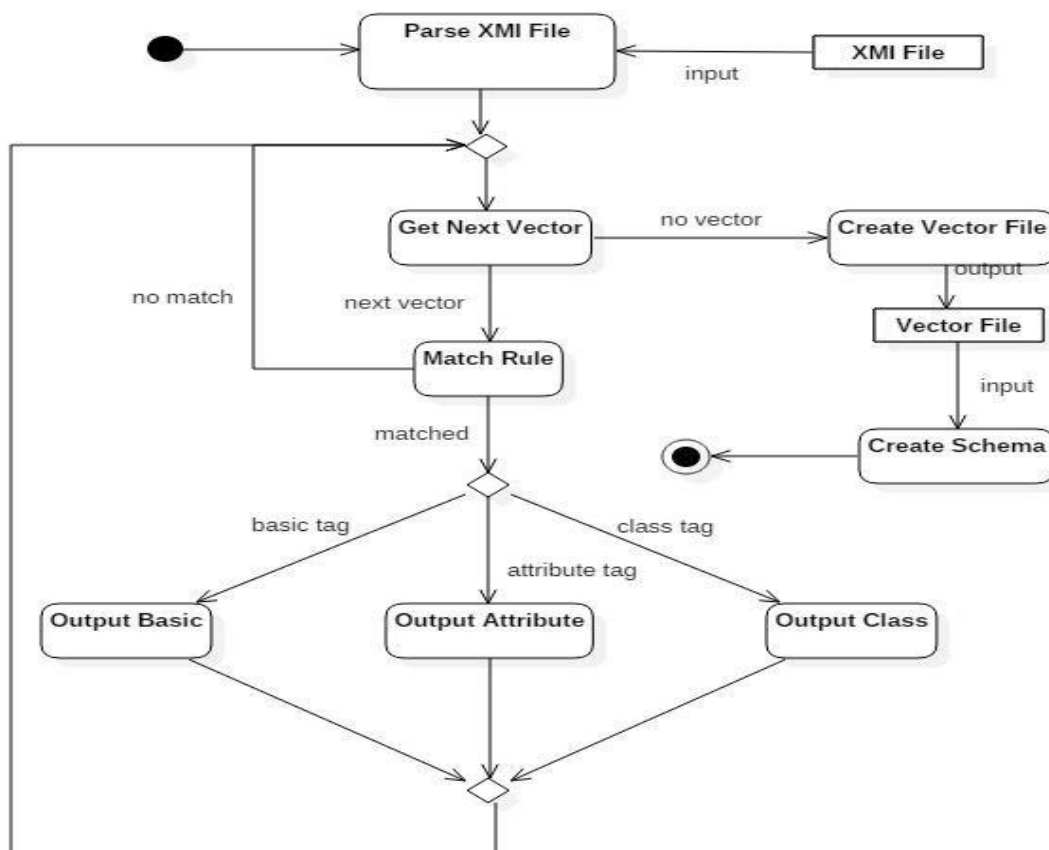 Parse XMI File
XMI File
input
Get Next Vector
no vector
Create Vector File
output
no match
next vector
Vector File
Match Rule
input
matched
Create Schema
basic tag
class tag
attribute tag
Output Basic
Output Attribute
Output Class